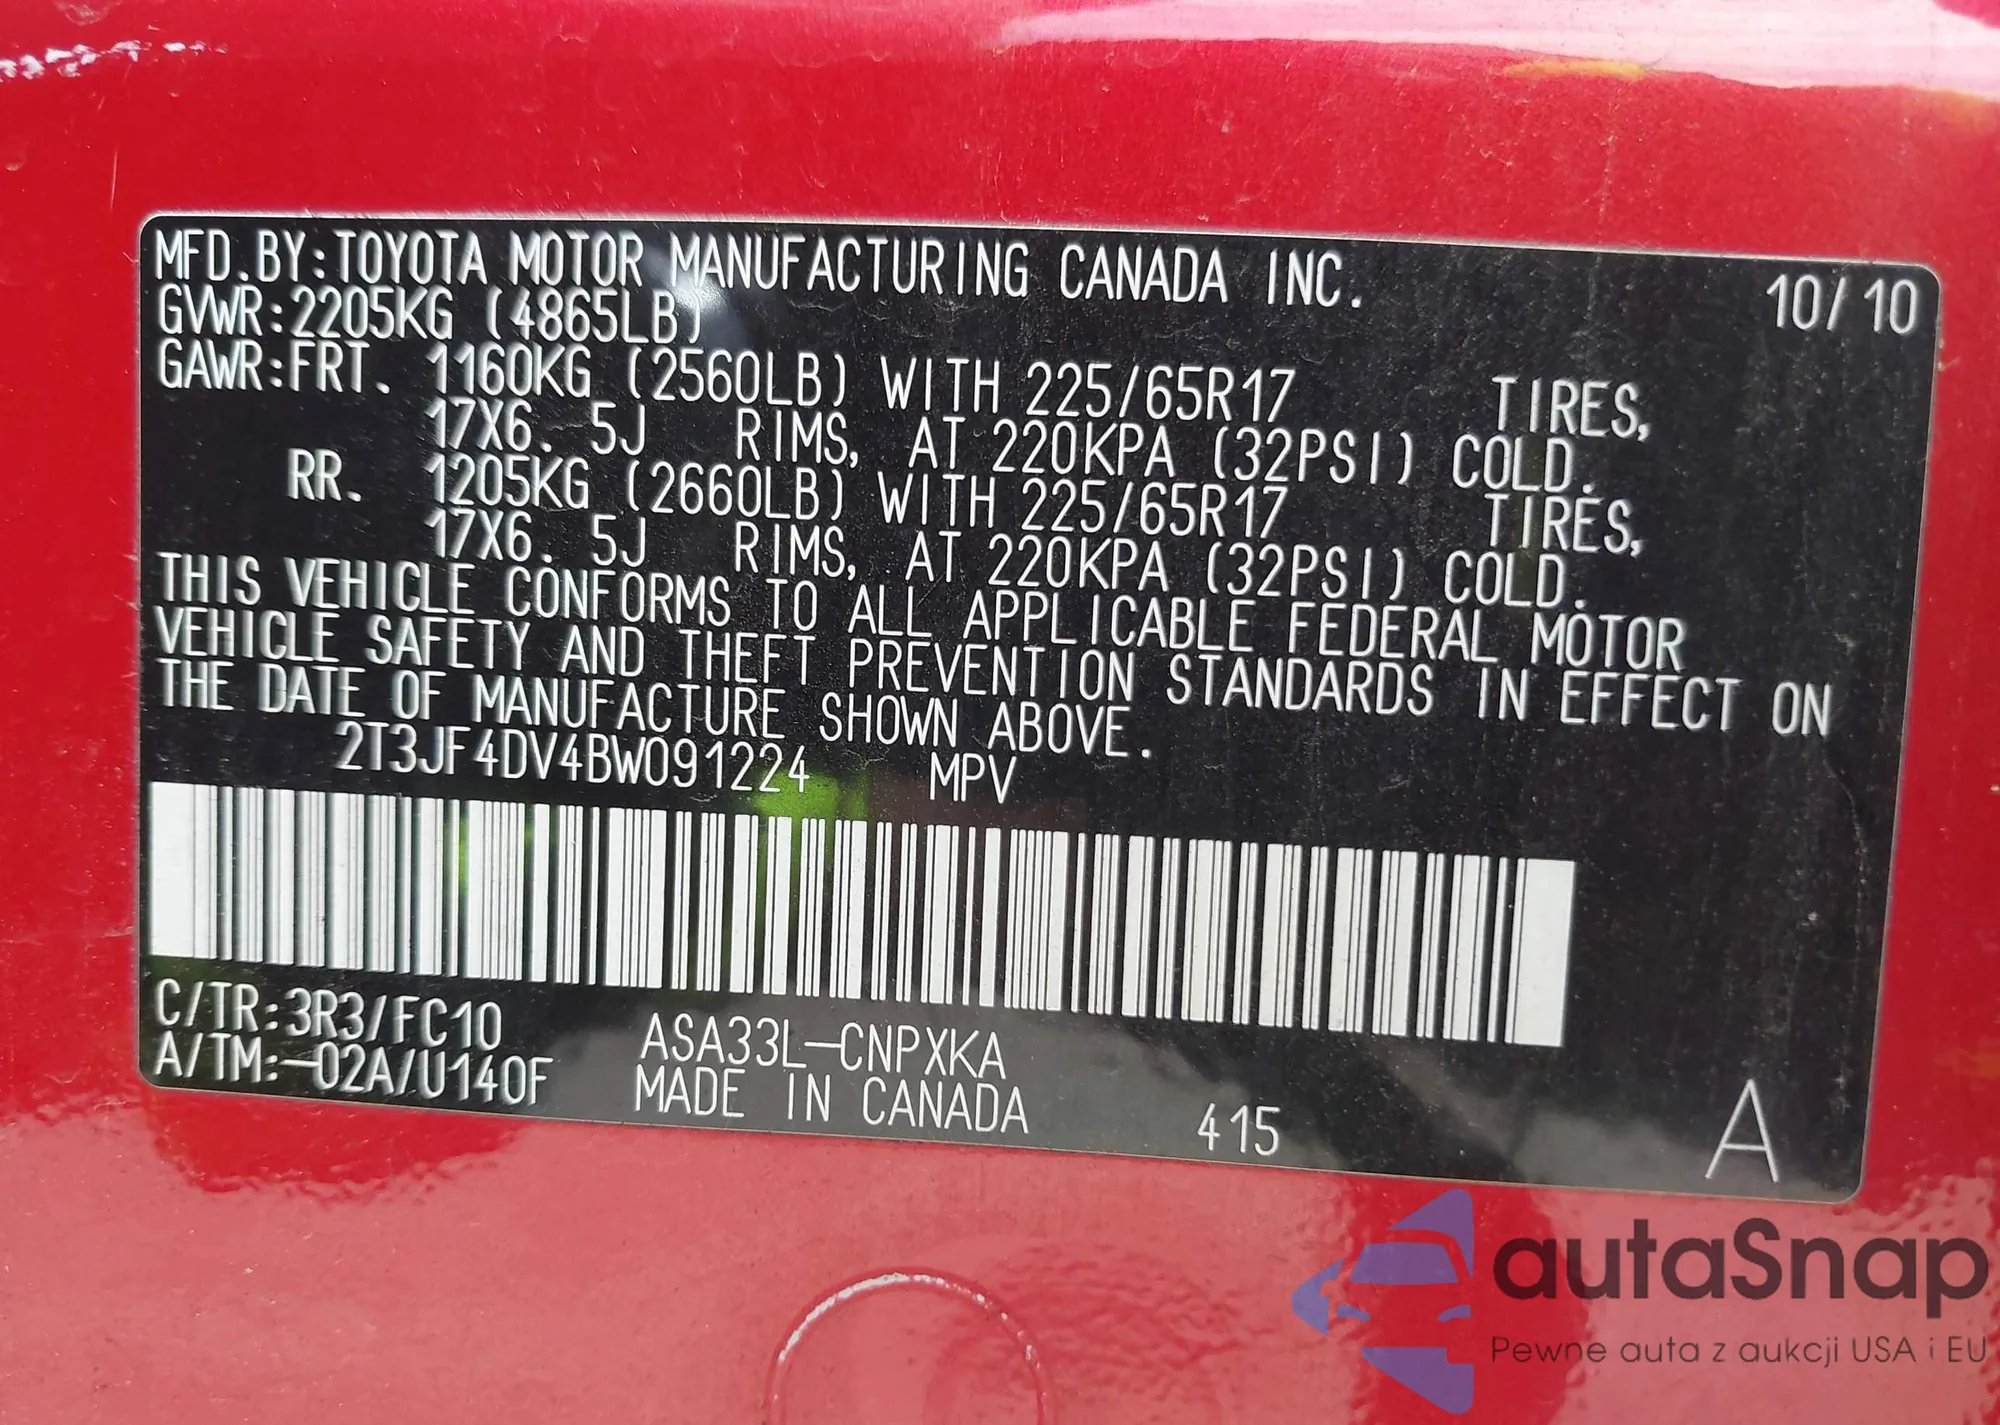 MFD.BY:TOYOTA MOTOR MANUFACTURING CANADA INC. 10/10
GVWR:2205KG (4865LB)
GAWR:FRT. 1160KG (2560LB) WITH 225/65R17 TIRES,
17X6.5J RIMS, AT 220KPA (32PSI) COLD.
RR. 1205KG (2660LB) WITH 225/65R17 TIRES,
17X6.5J RIMS, AT 220KPA (32PSI) COLD.
THIS VEHICLE CONFORMS TO ALL APPLICABLE FEDERAL MOTOR
VEHICLE SAFETY AND THEFT PREVENTION STANDARDS IN EFFECT ON
THE DATE OF MANUFACTURE SHOWN ABOVE.
2T3JF4DV4BW091224 MPV
C/TR:3R3/FC10 ASA33L-CNPXKA
A/TM:-02A/U140F MADE IN CANADA 415 A
autaSnap
Pewne auta z aukcji USA i EU